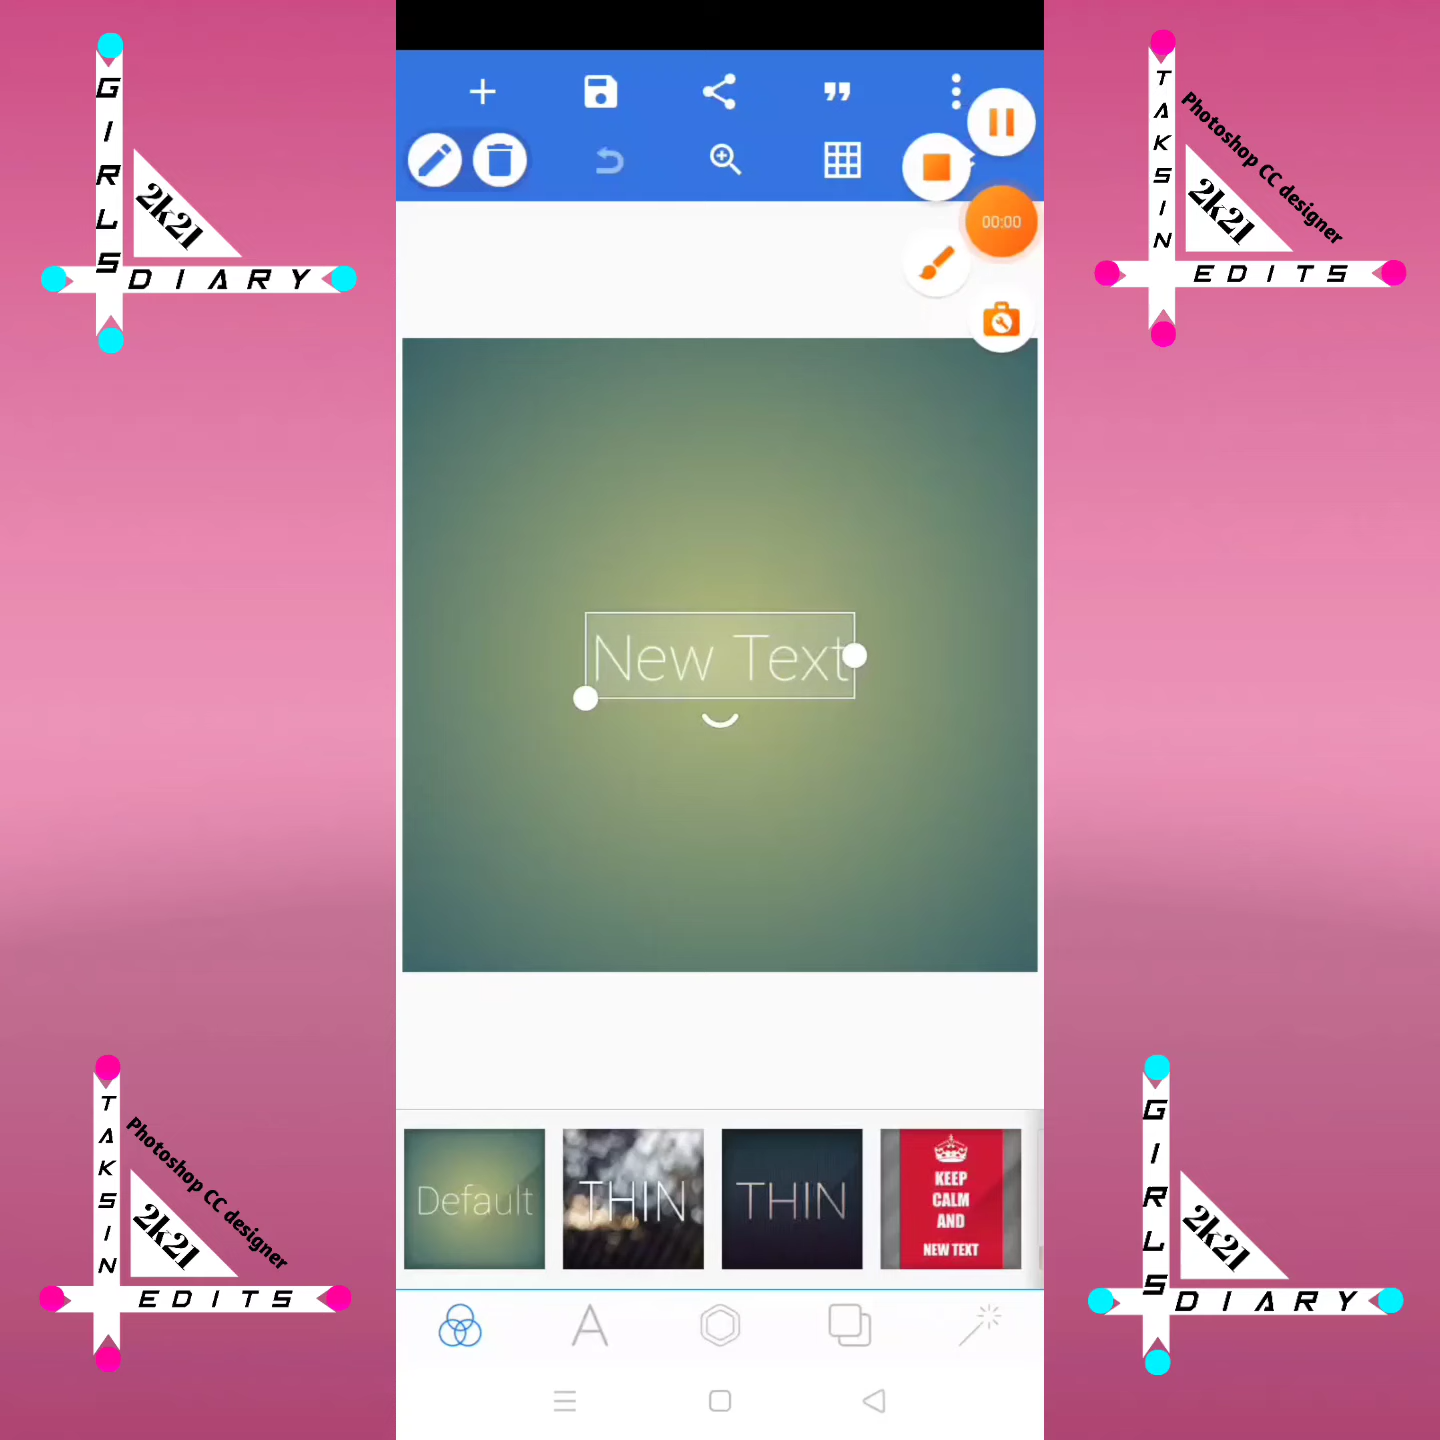 GIRLS
2k21
DIARY
TAKSIN
Photoshop CC designer
2k21
EDITS
00:00
New Text
Default
THIN
THIN
KEEP
CALM
AND
NEW TEXT
A
TAKSIN
Photoshop CC designer
2k21
EDITS
GIRLS
2k21
DIARY